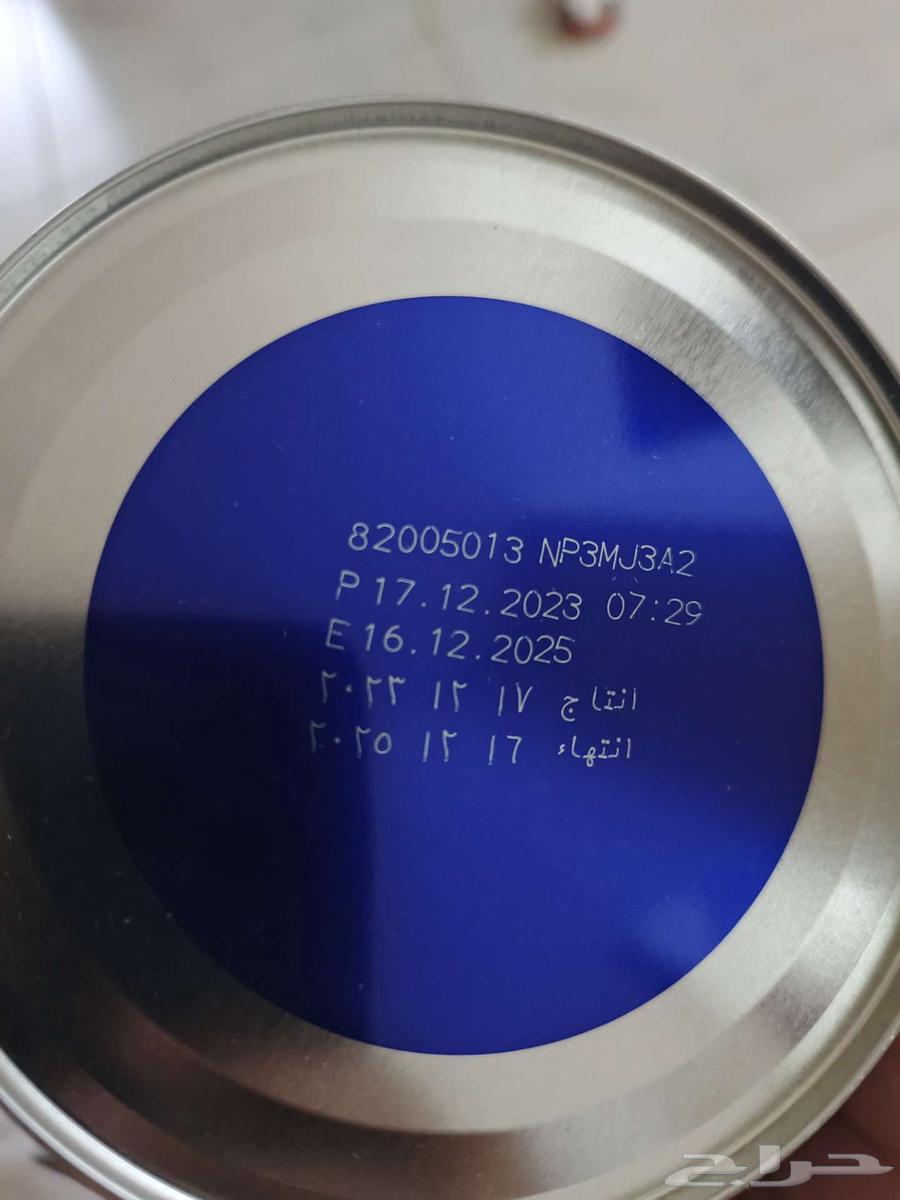 82005013 NP3MJ3A2
P 17.12.2023 07:29
E 16.12.2025
انتاج ١٧ ١٢ ٢٠٢٣
انتهاء ١٦ ١٢ ٢٠٢٥
حراج